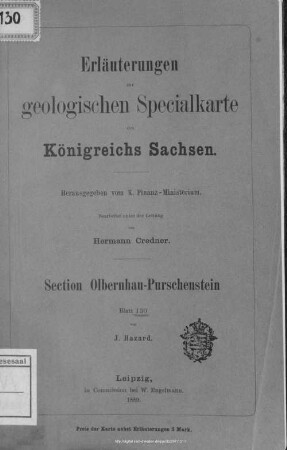 130
Erläuterungen
zur
geologischen Specialkarte
des
Königreichs Sachsen.
Herausgegeben vom K. Finanz-Ministerium.
Bearbeitet unter der Leitung
von
Hermann Credner.
Section Olbernhau-Purschenstein
Blatt 130
von
J. Hazard.
Leipzig,
in Commission bei W. Engelmann.
Preis der Karte nebst Erläuterungen 3 Mark.